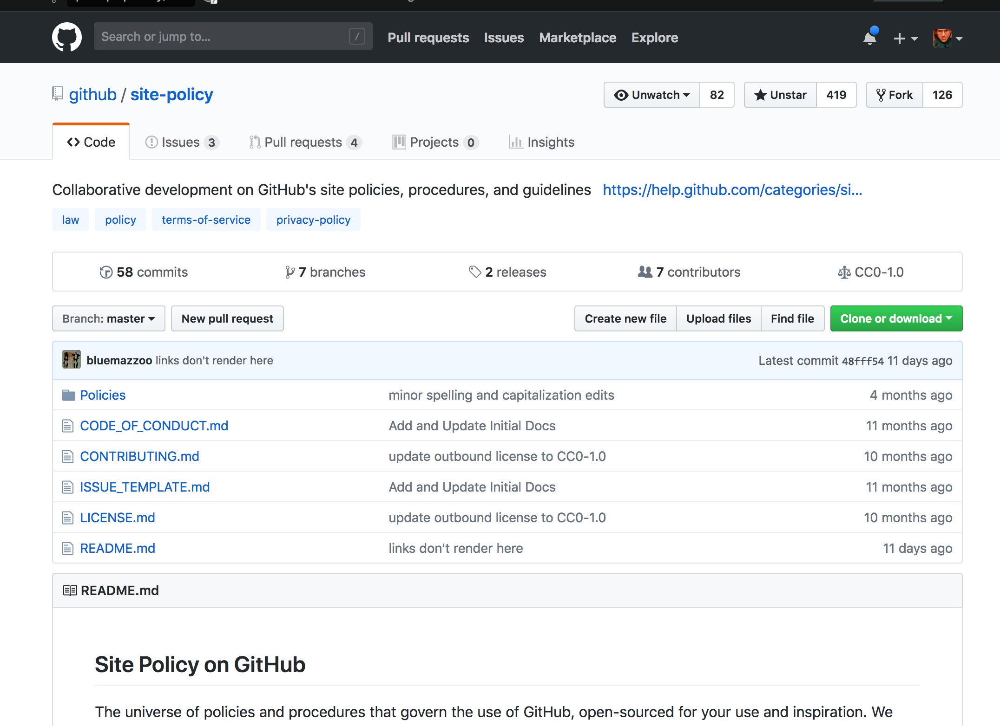 Search or jump to... / Pull requests Issues Marketplace Explore
github / site-policy Unwatch 82 Unstar 419 Fork 126
Code Issues 3 Pull requests 4 Projects 0 Insights
Collaborative development on GitHub's site policies, procedures, and guidelines https://help.github.com/categories/si...
law policy terms-of-service privacy-policy
58 commits 7 branches 2 releases 7 contributors CC0-1.0
Branch: master New pull request Create new file Upload files Find file Clone or download
bluemazzoo links don't render here Latest commit 48fff54 11 days ago
Policies minor spelling and capitalization edits 4 months ago
CODE_OF_CONDUCT.md Add and Update Initial Docs 11 months ago
CONTRIBUTING.md update outbound license to CC0-1.0 10 months ago
ISSUE_TEMPLATE.md Add and Update Initial Docs 11 months ago
LICENSE.md update outbound license to CC0-1.0 10 months ago
README.md links don't render here 11 days ago
README.md
Site Policy on GitHub
The universe of policies and procedures that govern the use of GitHub, open-sourced for your use and inspiration. We